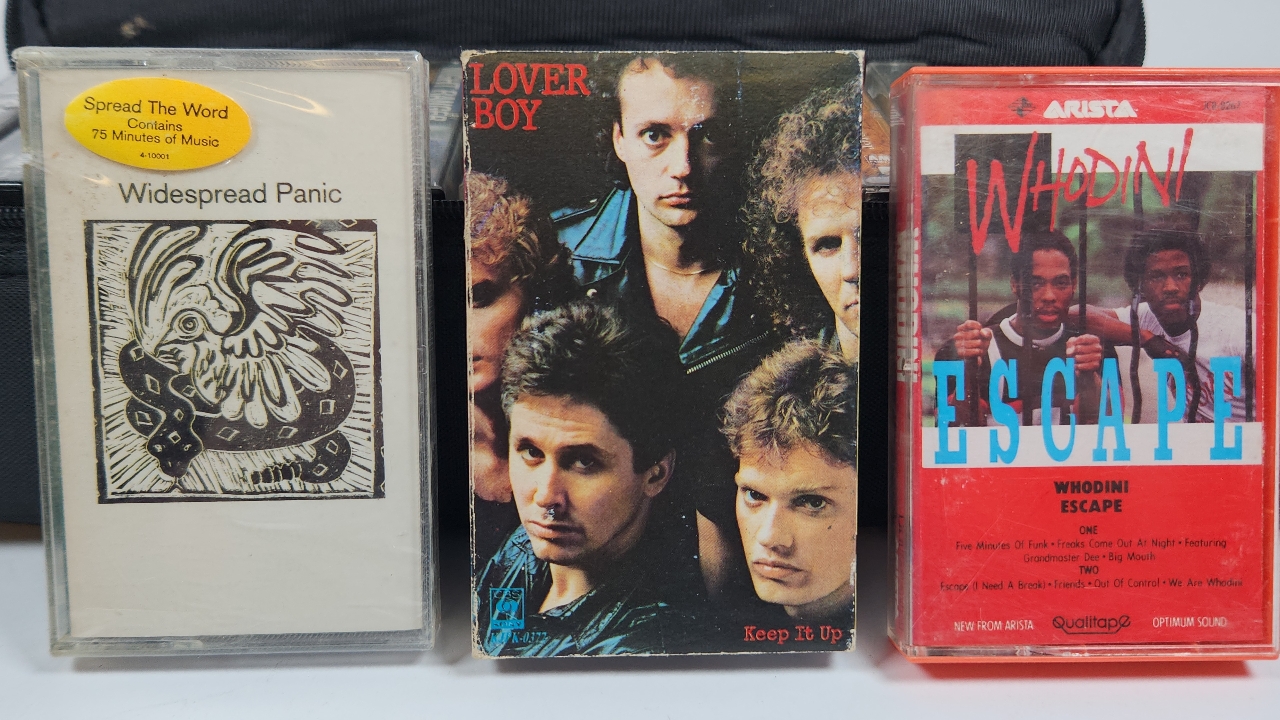 Spread The Word
Contains
75 Minutes of Music
4-10001
Widespread Panic
LOVER
BOY
CBS
Keep It Up
ARISTA
WHODINI
ESCAPE
WHODINI
ESCAPE
ONE
Five Minutes Of Funk • Freaks Come Out At Night • Featuring
Grandmaster Dee • Big Mouth
TWO
Escape (I Need A Break) • Friends • Out Of Control • We Are Whodini
NEW FROM ARISTA
Qualitape
OPTIMUM SOUND